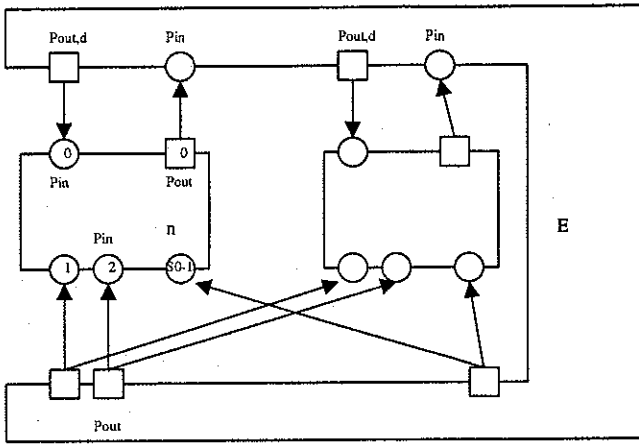 Pout,d Pin Pout,d Pin
0 0
Pin Pout
n
E
Pin
1 2 S0-1
Pout